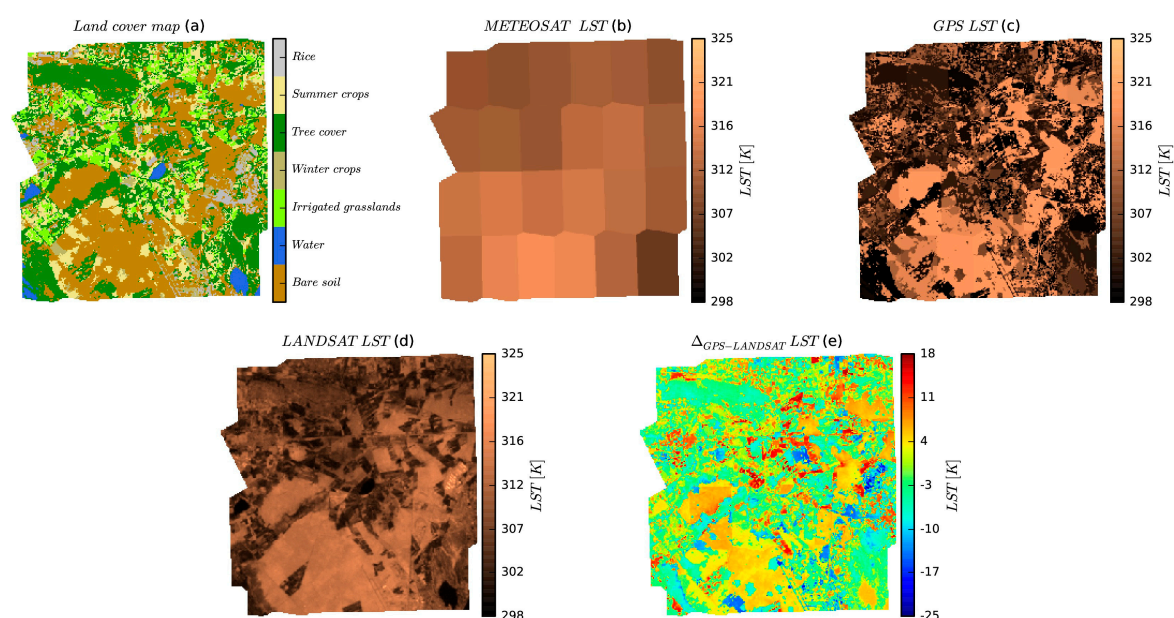 Land cover map (a)
Rice
Summer crops
Tree cover
Winter crops
Irrigated grasslands
Water
Bare soil
METEOSAT LST (b)
325
321
316
312
307
302
298
LST [K]
GPS LST (c)
325
321
316
312
307
302
298
LST [K]
LANDSAT LST (d)
325
321
316
312
307
302
298
LST [K]
Δ_{GPS−LANDSAT} LST (e)
18
11
4
-3
-10
-17
-25
LST [K]